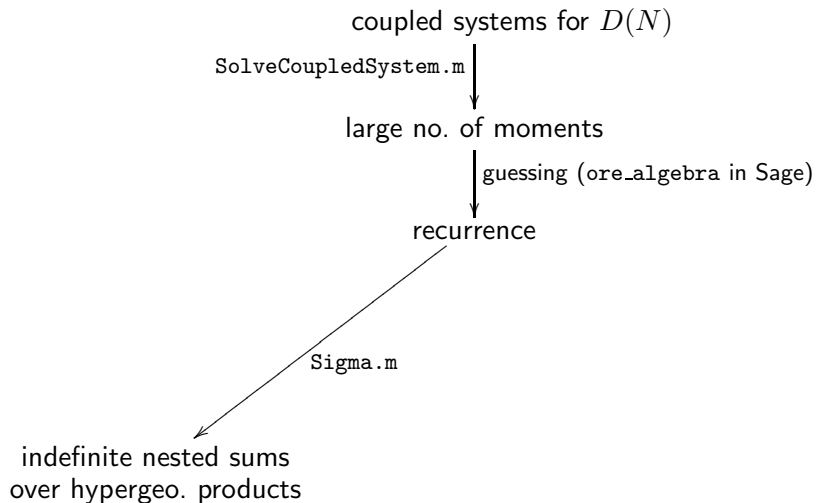 coupled systems for D(N)
SolveCoupledSystem.m
large no. of moments
guessing (ore_algebra in Sage)
recurrence
Sigma.m
indefinite nested sums
over hypergeo. products